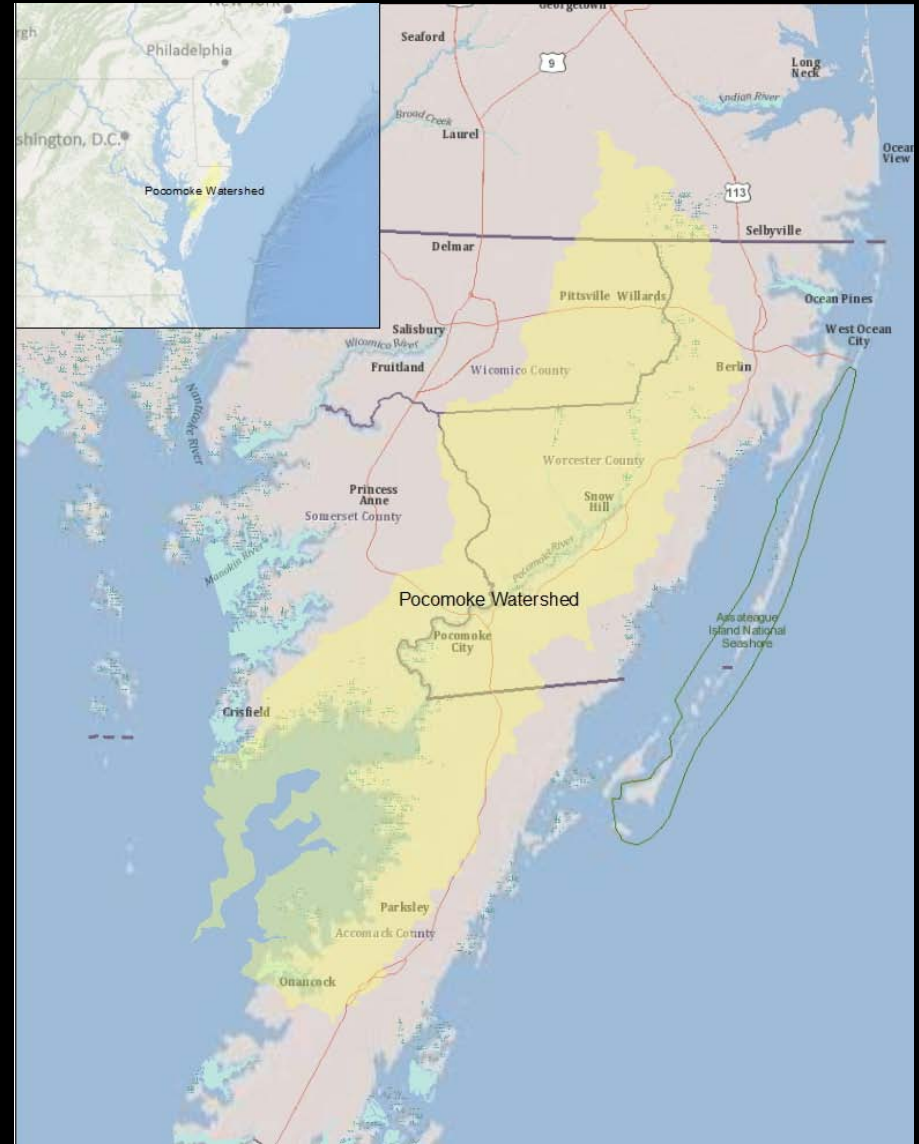 Philadelphia
shington, D.C.
Pocomoke Watershed
Georgetown
Seaford
9
Long
Neck
Indian River
Broad Creek
Laurel
Ocean
View
113
Selbyville
Delmar
Pittsville Willards
Ocean Pines
Salisbury
West Ocean
City
Wicomico River
Fruitland
Wicomico County
Berlin
Nanticoke River
Worcester County
Princess
Anne
Snow
Hill
Somerset County
Manokin River
Pocomoke River
Pocomoke Watershed
Assateague
Island National
Seashore
Pocomoke
City
Crisfield
Parksley
Accomack County
Onancock